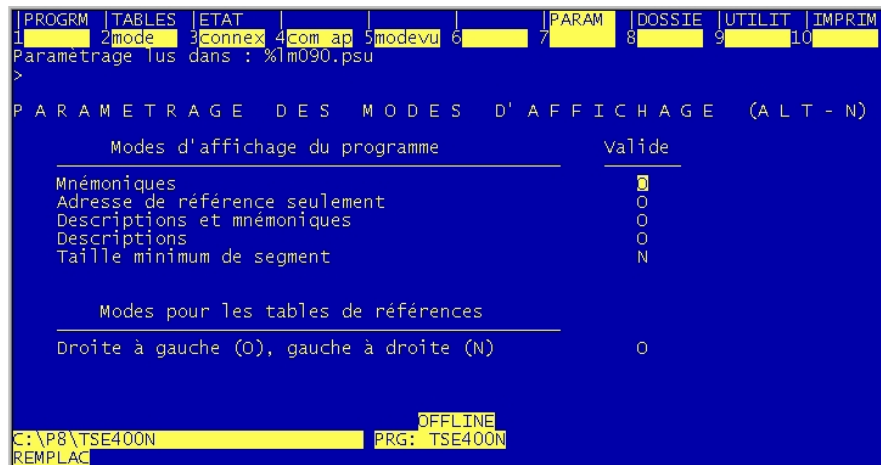 |PROGRM |TABLES |ETAT | | | |PARAM |DOSSIE |UTILIT |IMPRIM
1 2mode 3connex 4com ap 5modevu 6 7 8 9 10
Paramètrage lus dans : %lm090.psu
>
P A R A M E T R A G E D E S M O D E S D' A F F I C H A G E (A L T - N)
Modes d'affichage du programme Valide
Mnémoniques O
Adresse de référence seulement O
Descriptions et mnémoniques O
Descriptions O
Taille minimum de segment N
Modes pour les tables de références
Droite à gauche (O), gauche à droite (N) O
OFFLINE
C:\P8\TSE400N PRG: TSE400N
REMPLAC